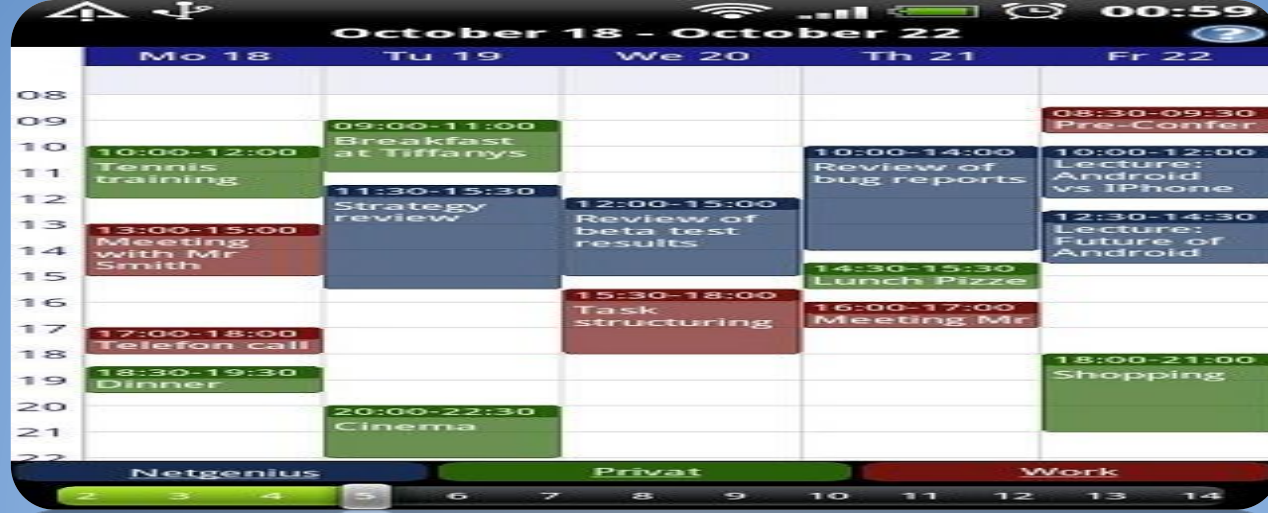 00:59
October 18 - October 22
?
Mo 18 Tu 19 We 20 Th 21 Fr 22
08
09
10
11
12
13
14
15
16
17
18
19
20
21
22
10:00-12:00
Tennis
training
13:00-15:00
Meeting
with Mr
Smith
17:00-18:00
Telefon call
18:30-19:30
Dinner
09:00-11:00
Breakfast
at Tiffanys
11:30-15:30
Strategy
review
20:00-22:30
Cinema
12:00-15:00
Review of
beta test
results
15:30-18:00
Task
structuring
10:00-14:00
Review of
bug reports
14:30-15:30
Lunch Pizze
16:00-17:00
Meeting Mr
08:30-09:30
Pre-Confer
10:00-12:00
Lecture:
Android
vs IPhone
12:30-14:30
Lecture:
Future of
Android
18:00-21:00
Shopping
Netgenius Privat Work
2 3 4 5 6 7 8 9 10 11 12 13 14